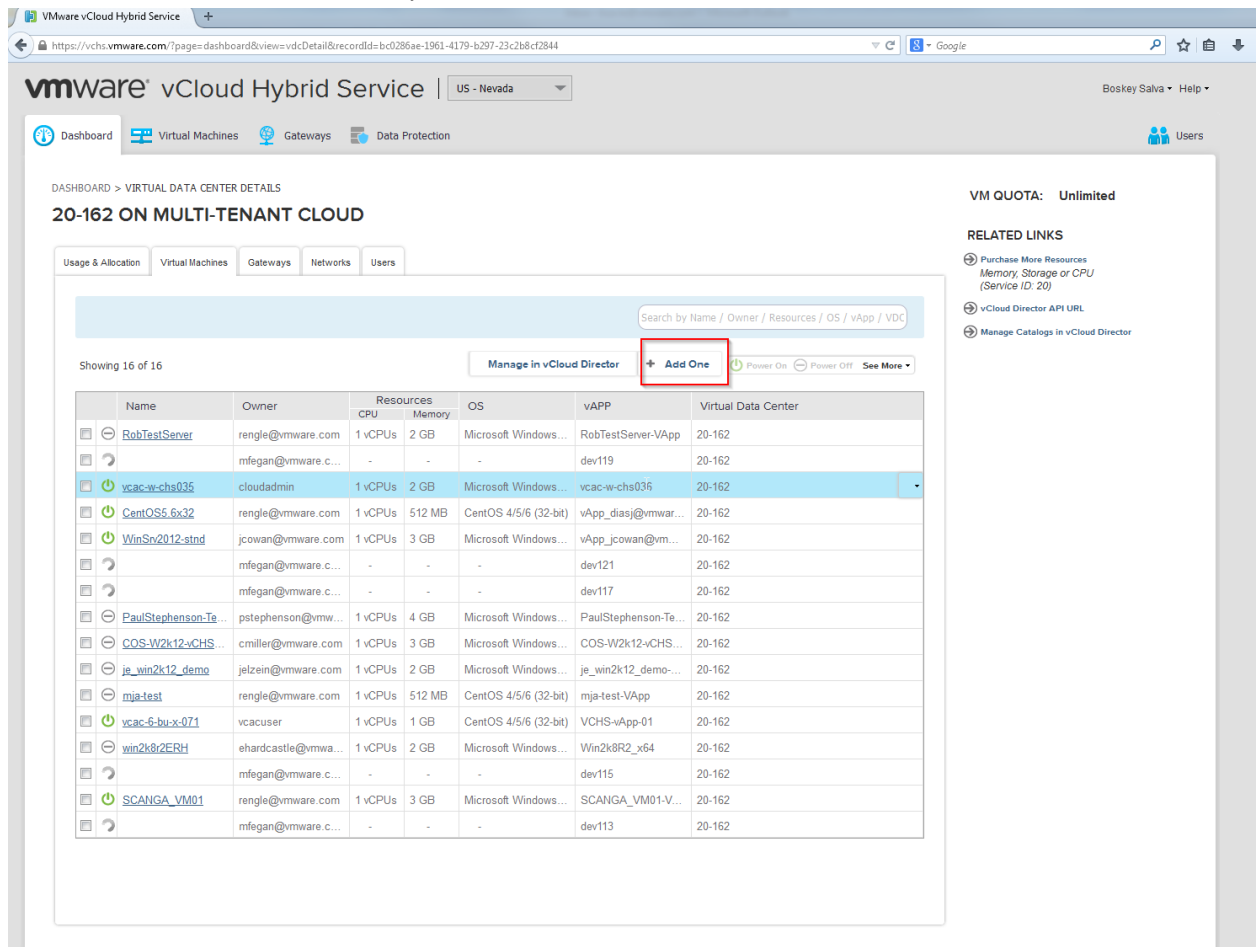 VMware vCloud Hybrid Service +
https://vchs.vmware.com/?page=dashboard&view=vdcDetail&recordId=bc0286ae-1961-4179-b297-23c2b8cf2844 Google
vmware® vCloud Hybrid Service | US - Nevada Boskey Salva Help
Dashboard Virtual Machines Gateways Data Protection Users
DASHBOARD > VIRTUAL DATA CENTER DETAILS
20-162 ON MULTI-TENANT CLOUD
VM QUOTA: Unlimited
RELATED LINKS
Purchase More Resources
Memory, Storage or CPU
(Service ID: 20)
vCloud Director API URL
Manage Catalogs in vCloud Director
Usage & Allocation Virtual Machines Gateways Networks Users
Search by Name / Owner / Resources / OS / vApp / VDC
Showing 16 of 16 Manage in vCloud Director + Add One Power On Power Off See More
Name Owner Resources OS vAPP Virtual Data Center
CPU Memory
RobTestServer rengle@vmware.com 1 vCPUs 2 GB Microsoft Windows... RobTestServer-VApp 20-162
mfegan@vmware.c... - - - dev119 20-162
vcac-w-chs035 cloudadmin 1 vCPUs 2 GB Microsoft Windows... vcac-w-chs036 20-162
CentOS5.6x32 rengle@vmware.com 1 vCPUs 512 MB CentOS 4/5/6 (32-bit) vApp_diasj@vmwar... 20-162
WinSrv2012-stnd jcowan@vmware.com 1 vCPUs 3 GB Microsoft Windows... vApp_jcowan@vm... 20-162
mfegan@vmware.c... - - - dev121 20-162
mfegan@vmware.c... - - - dev117 20-162
PaulStephenson-Te... pstephenson@vmw... 1 vCPUs 4 GB Microsoft Windows... PaulStephenson-Te... 20-162
COS-W2k12-vCHS... cmiller@vmware.com 1 vCPUs 3 GB Microsoft Windows... COS-W2k12-vCHS... 20-162
je_win2k12_demo jelzein@vmware.com 1 vCPUs 2 GB Microsoft Windows... je_win2k12_demo-... 20-162
mja-test rengle@vmware.com 1 vCPUs 512 MB CentOS 4/5/6 (32-bit) mja-test-VApp 20-162
vcac-6-bu-x-071 vcacuser 1 vCPUs 1 GB CentOS 4/5/6 (32-bit) VCHS-vApp-01 20-162
win2k8r2ERH ehardcastle@vmwa... 1 vCPUs 2 GB Microsoft Windows... Win2k8R2_x64 20-162
mfegan@vmware.c... - - - dev115 20-162
SCANGA_VM01 rengle@vmware.com 1 vCPUs 3 GB Microsoft Windows... SCANGA_VM01-V... 20-162
mfegan@vmware.c... - - - dev113 20-162